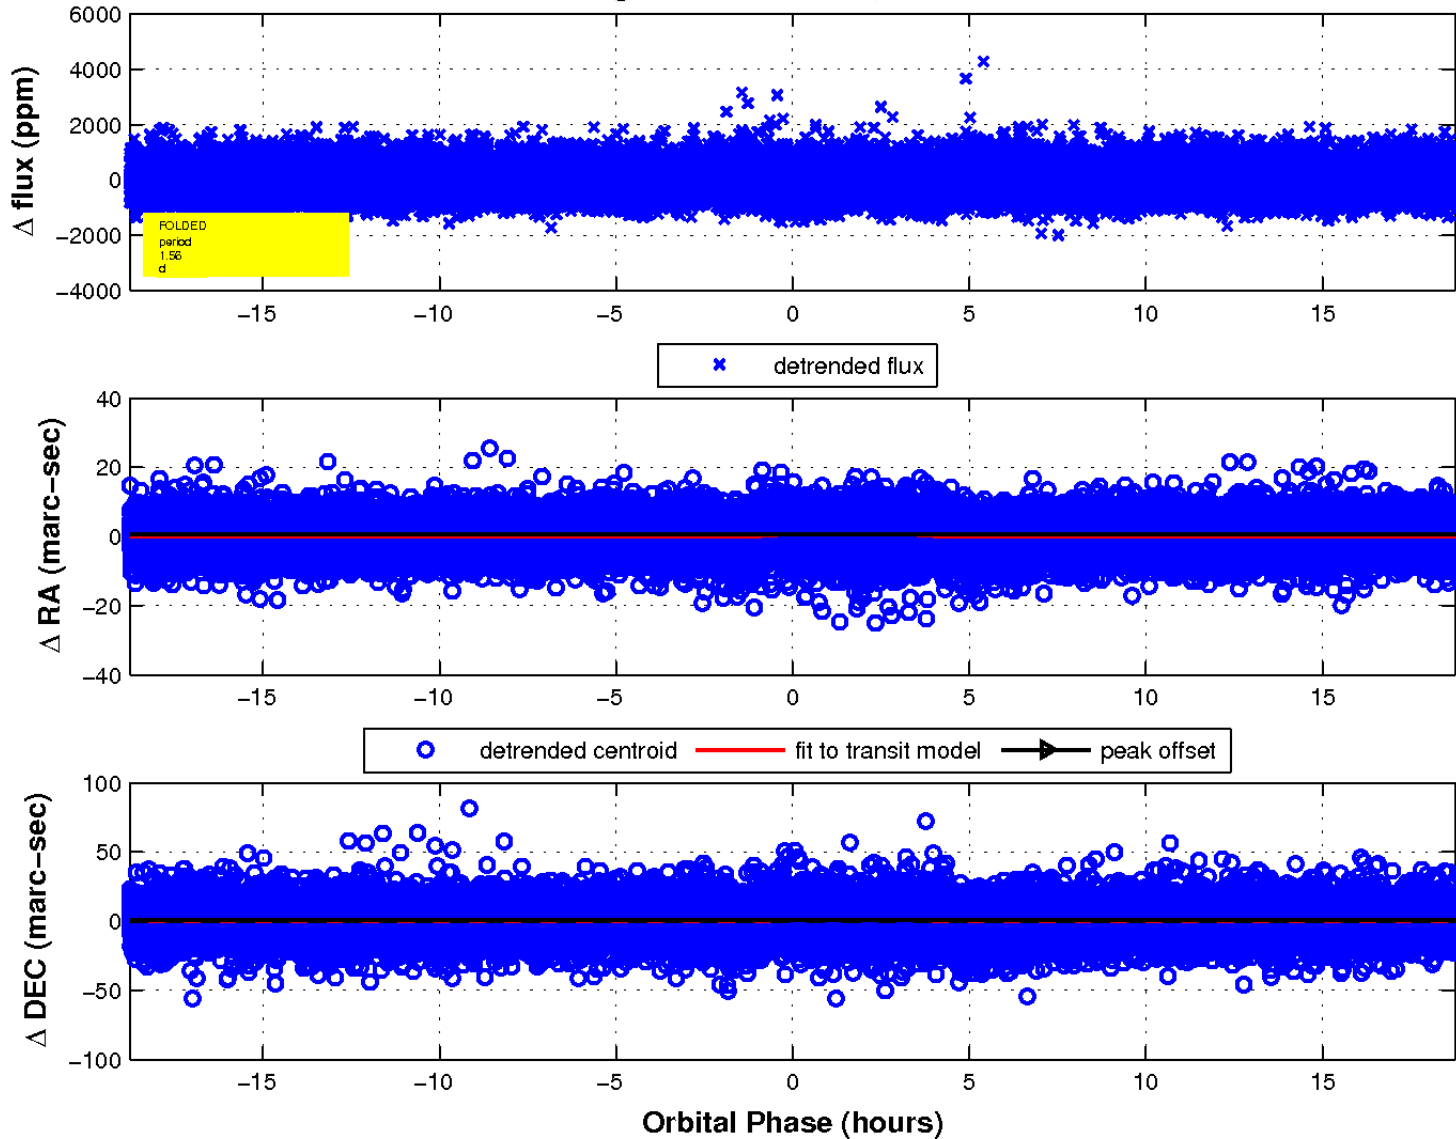 6000
4000
2000
0
−2000
−4000
Δ flux (ppm)
FOLDED
period
1.56
d
−15 −10 −5 0 5 10 15
detrended flux
40
20
0
−20
−40
Δ RA (marc−sec)
−15 −10 −5 0 5 10 15
detrended centroid fit to transit model peak offset
100
50
0
−50
−100
Δ DEC (marc−sec)
−15 −10 −5 0 5 10 15
Orbital Phase (hours)